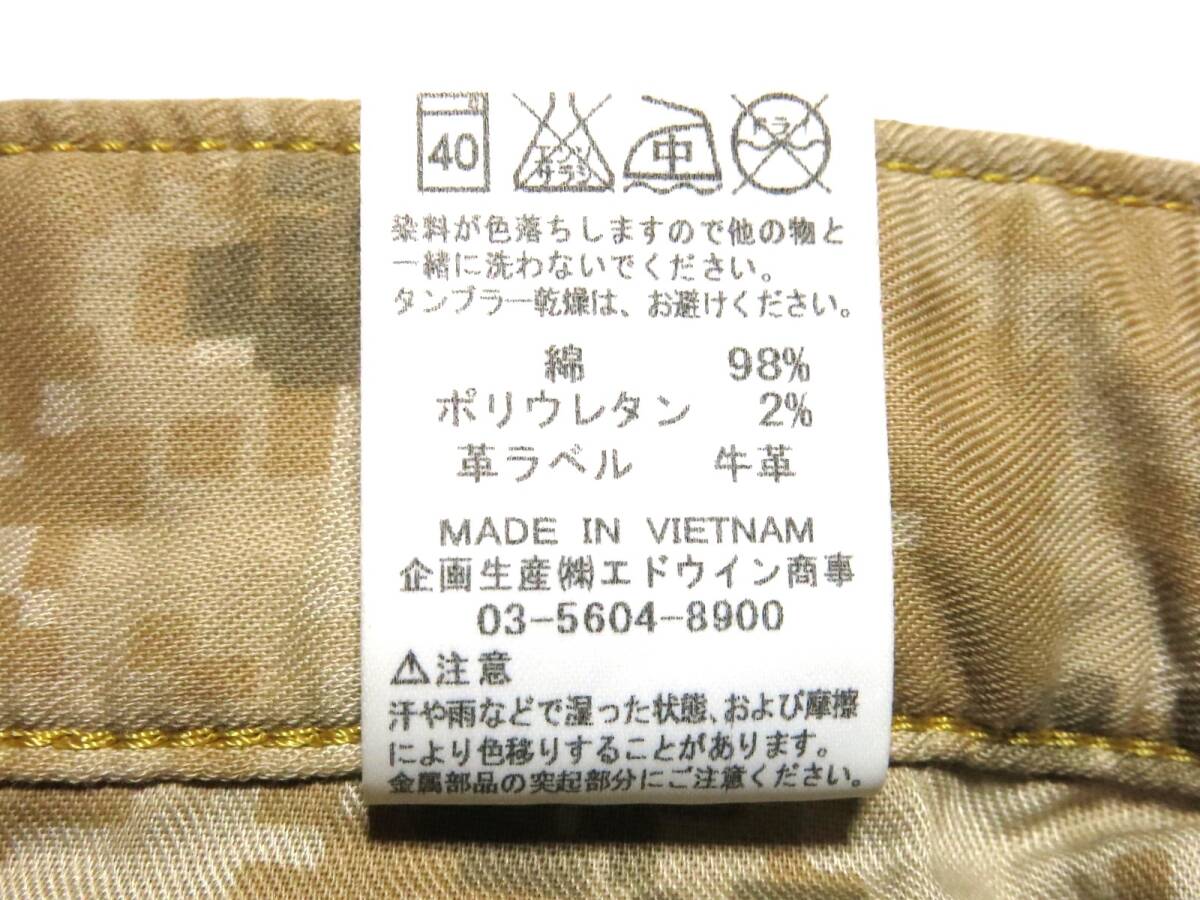 40 エンソ サラシ 中 ドライ
染料が色落ちしますので他の物と
一緒に洗わないでください。
タンブラー乾燥は、お避けください。
綿 98%
ポリウレタン 2%
革ラベル 牛革
MADE IN VIETNAM
企画生産㈱エドウイン商事
03-5604-8900
⚠注意
汗や雨などで湿った状態、および摩擦
により色移りすることがあります。
金属部品の突起部分にご注意ください。